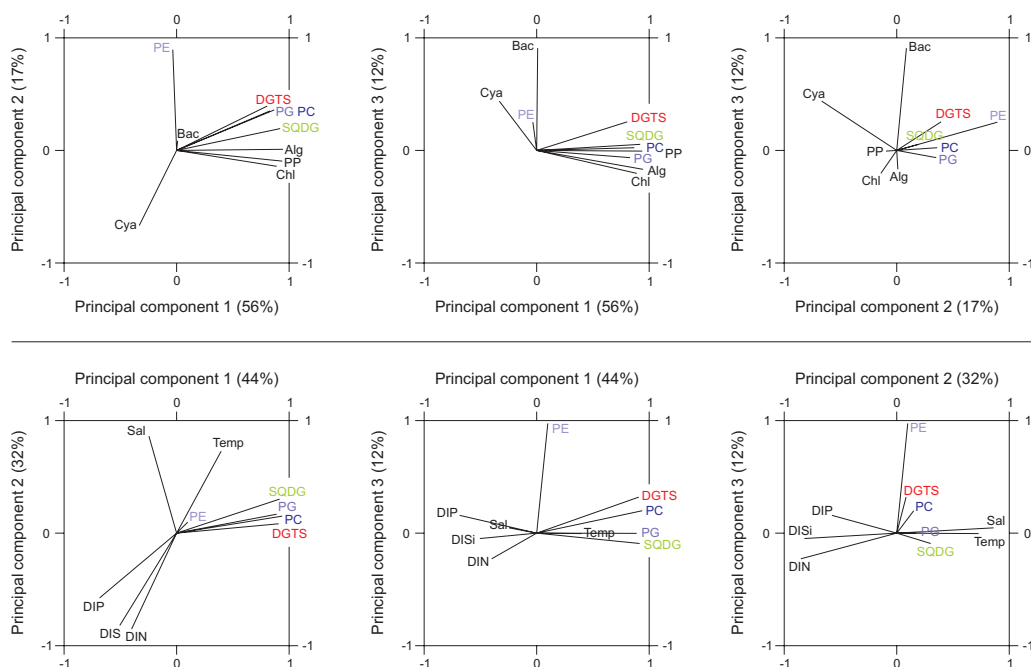 -1 0 1
Principal component 2 (17%)
1 0 -1
PE
DGTS
PG PC
SQDG
Bac
Alg
PP
Chl
Cya
-1 0 1
1 -1
Principal component 1 (56%)
-1 0 1
Principal component 3 (12%)
1 0 -1
Bac
Cya
PE
DGTS
SQDG
PC
PP
PG
Alg
Chl
-1 0 1
1 -1
Principal component 1 (56%)
-1 0 1
Principal component 3 (12%)
1 0 -1
Bac
Cya
DGTS
PE
SQDG
PP
PC
PG
Chl
Alg
-1 0 1
1 0 -1
Principal component 2 (17%)
Principal component 1 (44%)
-1 0 1
Principal component 2 (32%)
1 0 -1
Sal
Temp
SQDG
PG
PE
PC
DGTS
DIP
DIS
DIN
-1 0 1
1 -1
Principal component 1 (44%)
-1 0 1
Principal component 3 (12%)
1 0 -1
PE
DGTS
DIP
PC
Sal
DISi
Temp
PG
SQDG
DIN
-1 0 1
1 -1
Principal component 2 (32%)
-1 0 1
Principal component 3 (12%)
1 0 -1
PE
DGTS
DIP
PC
Sal
DISi
PG
Temp
SQDG
DIN
-1 0 1
1 0 -1